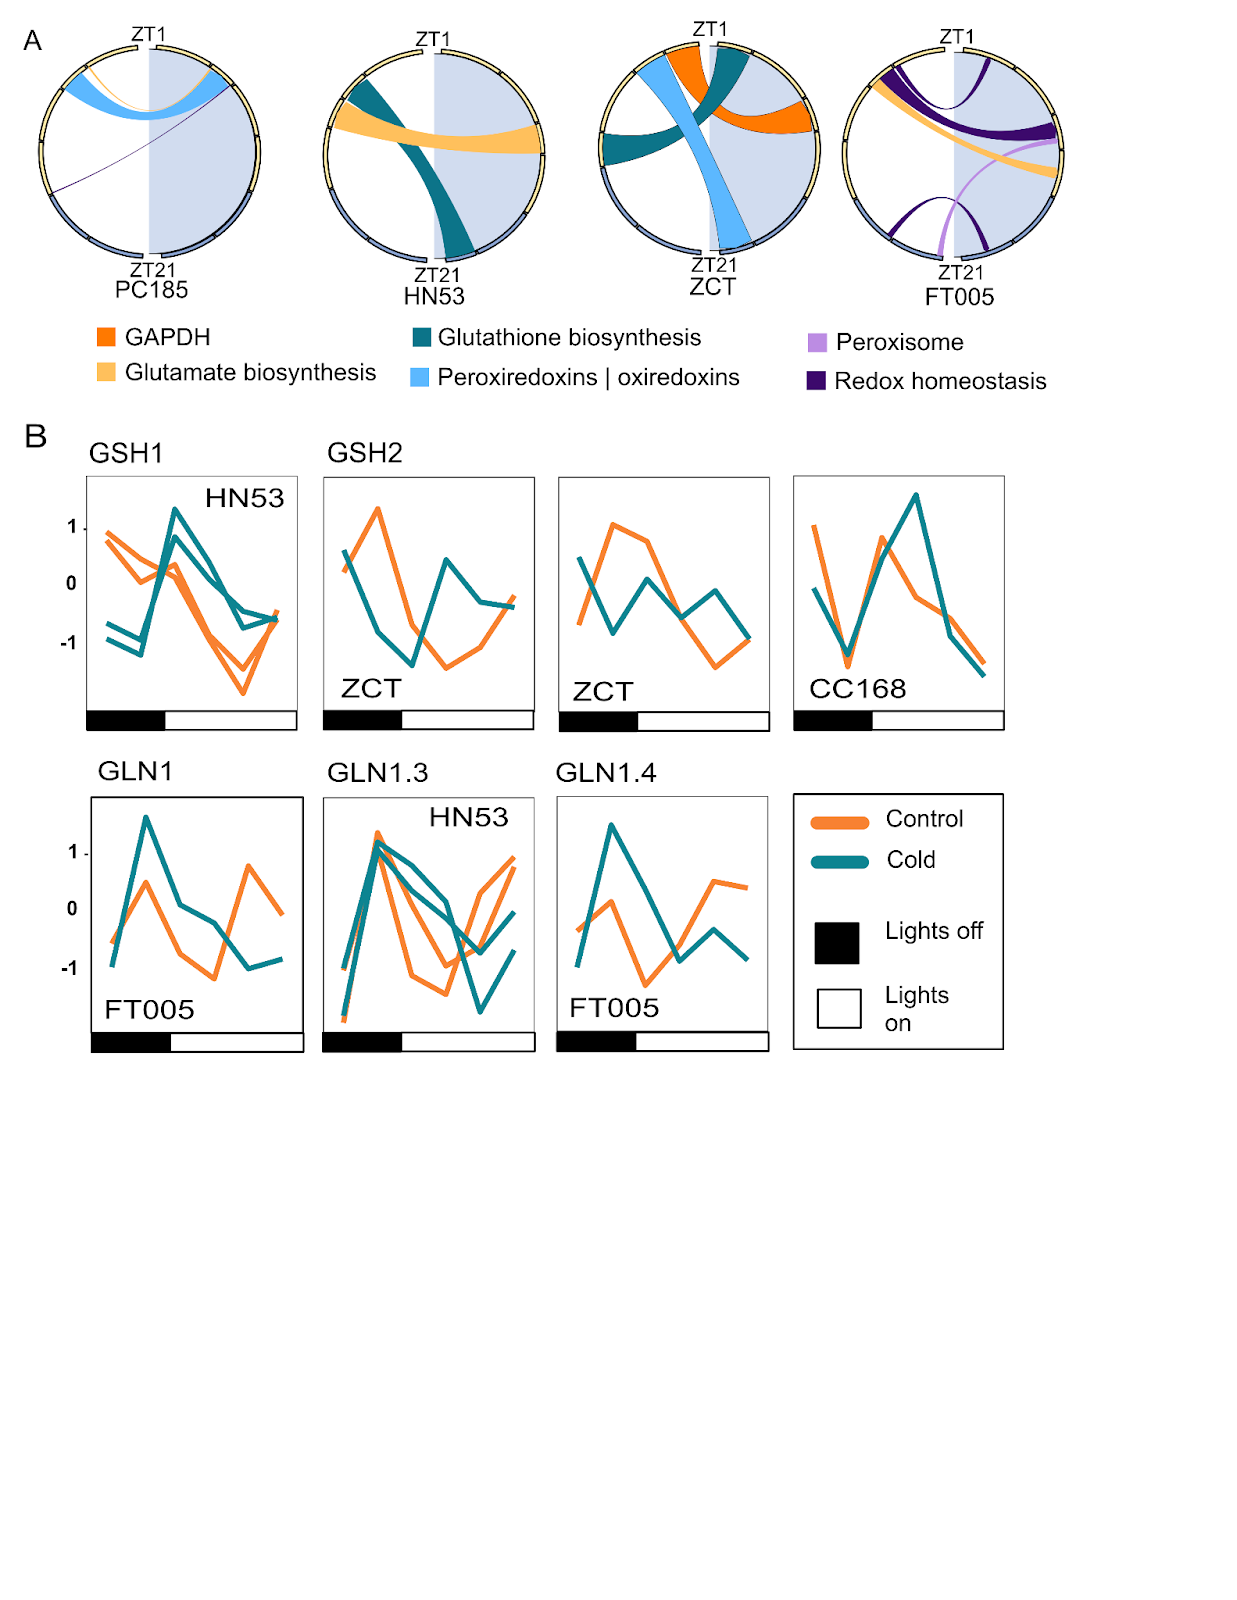 A
ZT1
ZT1
ZT1
ZT1
ZT21
ZT21
ZT21
ZT21
PC185
HN53
ZCT
FT005
GAPDH
Glutathione biosynthesis
Peroxisome
Glutamate biosynthesis
Peroxiredoxins | oxiredoxins
Redox homeostasis
B
GSH1
GSH2
HN53
1
0
-1
ZCT
ZCT
CC168
GLN1
GLN1.3
GLN1.4
HN53
1
0
-1
FT005
FT005
Control
Cold
Lights off
Lights
on